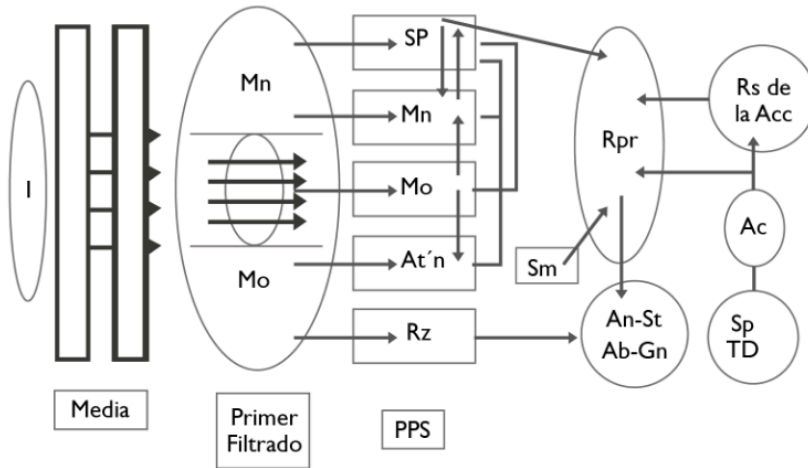 I
Media
Mn
Mo
Primer
Filtrado
SP
Mn
Mo
At´n
Rz
PPS
Sm
Rpr
An-St
Ab-Gn
Rs de
la Acc
Ac
Sp
TD